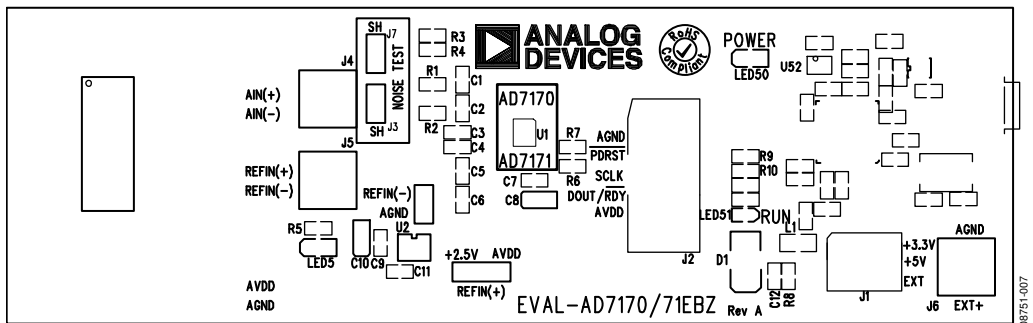 SH
J7
NOISE TEST
SH
J3
J4
AIN(+)
AIN(-)
J5
REFIN(+)
REFIN(-)
R3
R4
R1
R2
C1
C2
C3
C4
C5
C6
ANALOG
DEVICES
RoHS
Compliant
AD7170
U1
AD7171
C7
C8
R7
R6
AGND
PDRST
SCLK
DOUT/RDY
AVDD
J2
POWER
LED50
U52
R9
R10
LED51
RUN
L1
D1
C12
R8
Rev A
+3.3V
+5V
EXT
J1
AGND
J6
EXT+
REFIN(-)
AGND
U2
R5
LED5
C10
C9
C11
+2.5V
AVDD
REFIN(+)
AVDD
AGND
EVAL-AD7170/71EBZ
08751-007